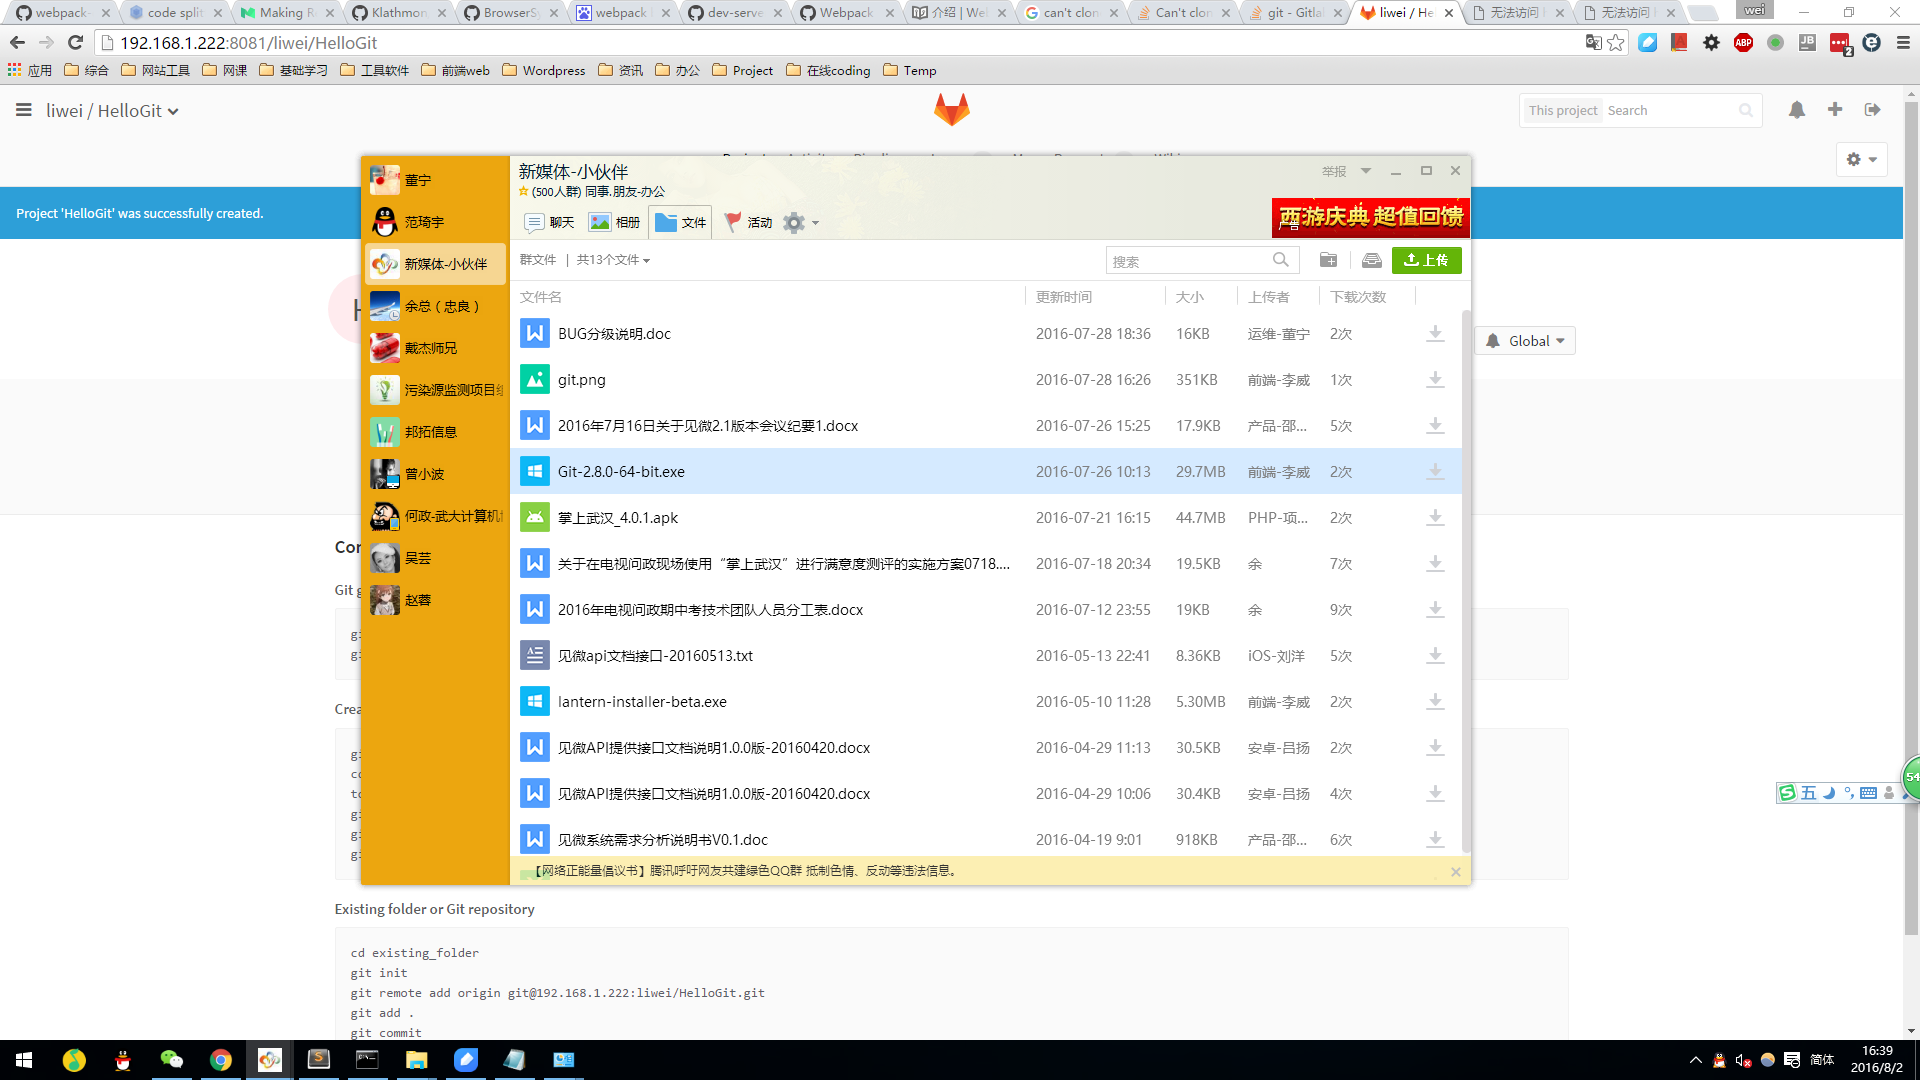 webpack-
code split
Making R
Klathmon
BrowserSy
webpack
dev-serve
Webpack
介绍 | We
can't clon
Can't clon
git - Gitla
liwei / He
无法访问
无法访问
wei
192.168.1.222:8081/liwei/HelloGit
应用 综合 网站工具 网课 基础学习 工具软件 前端web Wordpress 资讯 办公 Project 在线coding Temp
liwei / HelloGit
This project Search
Project 'HelloGit' was successfully created.
Global
董宁
范琦宇
新媒体-小伙伴
余总（忠良）
戴杰师兄
污染源监测项目组
邦拓信息
曾小波
何政-武大计算机
吴芸
赵蓉
新媒体-小伙伴
举报
(500人群) 同事.朋友-办公
聊天 相册 文件 活动
西游庆典 超值回馈
广告
群文件 | 共13个文件
搜索
上传
文件名 更新时间 大小 上传者 下载次数
BUG分级说明.doc 2016-07-28 18:36 16KB 运维-董宁 2次
git.png 2016-07-28 16:26 351KB 前端-李威 1次
2016年7月16日关于见微2.1版本会议纪要1.docx 2016-07-26 15:25 17.9KB 产品-邵... 5次
Git-2.8.0-64-bit.exe 2016-07-26 10:13 29.7MB 前端-李威 2次
掌上武汉_4.0.1.apk 2016-07-21 16:15 44.7MB PHP-项... 2次
关于在电视问政现场使用“掌上武汉”进行满意度测评的实施方案0718.... 2016-07-18 20:34 19.5KB 余 7次
2016年电视问政期中考技术团队人员分工表.docx 2016-07-12 23:55 19KB 余 9次
见微api文档接口-20160513.txt 2016-05-13 22:41 8.36KB iOS-刘洋 5次
lantern-installer-beta.exe 2016-05-10 11:28 5.30MB 前端-李威 2次
见微API提供接口文档说明1.0.0版-20160420.docx 2016-04-29 11:13 30.5KB 安卓-吕扬 2次
见微API提供接口文档说明1.0.0版-20160420.docx 2016-04-29 10:06 30.4KB 安卓-吕扬 4次
见微系统需求分析说明书V0.1.doc 2016-04-19 9:01 918KB 产品-邵... 6次
【网络正能量倡议书】腾讯呼吁网友共建绿色QQ群 抵制色情、反动等违法信息。
Existing folder or Git repository
cd existing_folder
git init
git remote add origin git@192.168.1.222:liwei/HelloGit.git
git add .
git commit
五
54
简体
16:39
2016/8/2